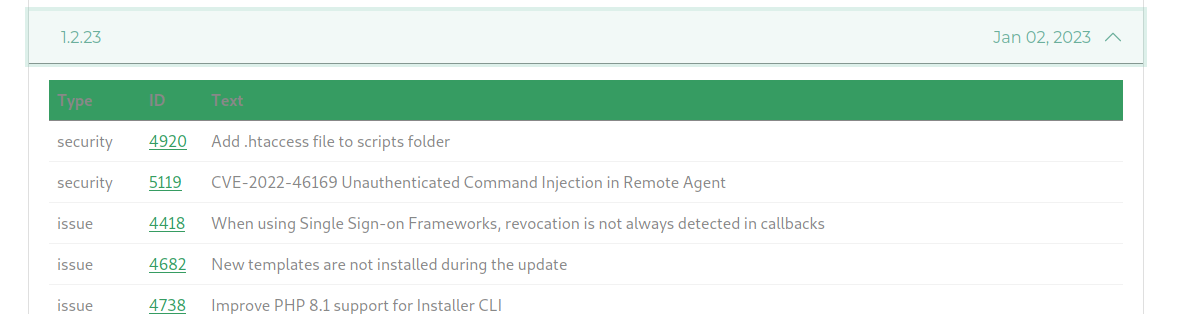 1.2.23 Jan 02, 2023
Type ID Text
security 4920 Add .htaccess file to scripts folder
security 5119 CVE-2022-46169 Unauthenticated Command Injection in Remote Agent
issue 4418 When using Single Sign-on Frameworks, revocation is not always detected in callbacks
issue 4682 New templates are not installed during the update
issue 4738 Improve PHP 8.1 support for Installer CLI